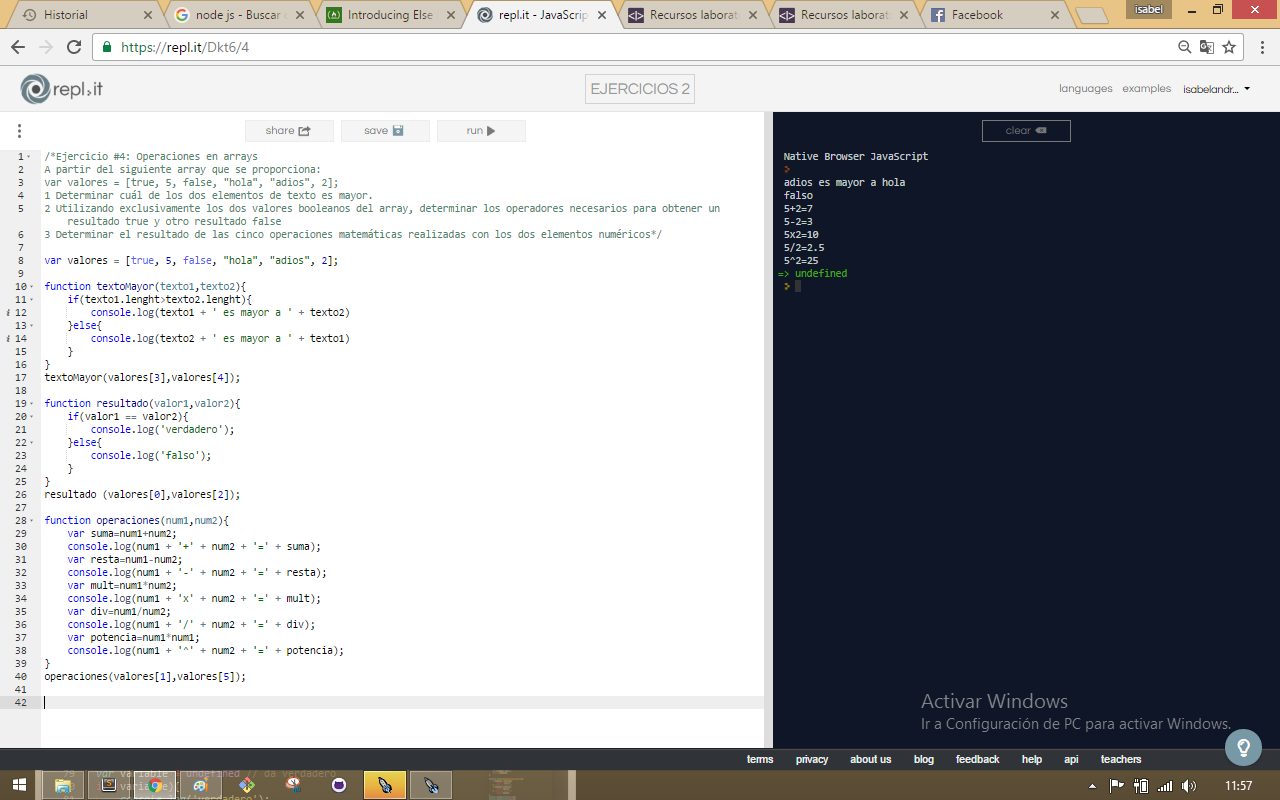 Historial
node js - Buscar
Introducing Else
repl.it - JavaScrip
Recursos laborat
Recursos laborat
Facebook
isabel
https://repl.it/Dkt6/4
repl.it
EJERCICIOS 2
languages
examples
isabelandr...
share
save
run
clear
1 /*Ejercicio #4: Operaciones en arrays
2 A partir del siguiente array que se proporciona:
3 var valores = [true, 5, false, "hola", "adios", 2];
4 1 Determinar cuál de los dos elementos de texto es mayor.
5 2 Utilizando exclusivamente los dos valores booleanos del array, determinar los operadores necesarios para obtener un
resultado true y otro resultado false
6 3 Determinar el resultado de las cinco operaciones matemáticas realizadas con los dos elementos numéricos*/
7
8 var valores = [true, 5, false, "hola", "adios", 2];
9
10 function textoMayor(texto1,texto2){
11 if(texto1.lenght>texto2.lenght){
i 12 console.log(texto1 + ' es mayor a ' + texto2)
13 }else{
i 14 console.log(texto2 + ' es mayor a ' + texto1)
15 }
16 }
17 textoMayor(valores[3],valores[4]);
18
19 function resultado(valor1,valor2){
20 if(valor1 == valor2){
21 console.log('verdadero');
22 }else{
23 console.log('falso');
24 }
25 }
26 resultado (valores[0],valores[2]);
27
28 function operaciones(num1,num2){
29 var suma=num1+num2;
30 console.log(num1 + '+' + num2 + '=' + suma);
31 var resta=num1-num2;
32 console.log(num1 + '-' + num2 + '=' + resta);
33 var mult=num1*num2;
34 console.log(num1 + 'x' + num2 + '=' + mult);
35 var div=num1/num2;
36 console.log(num1 + '/' + num2 + '=' + div);
37 var potencia=num1*num1;
38 console.log(num1 + '^' + num2 + '=' + potencia);
39 }
40 operaciones(valores[1],valores[5]);
41
42
Native Browser JavaScript
>
adios es mayor a hola
falso
5+2=7
5-2=3
5x2=10
5/2=2.5
5^2=25
=> undefined
>
Activar Windows
Ir a Configuración de PC para activar Windows.
terms
privacy
about us
blog
feedback
help
api
teachers
11:57